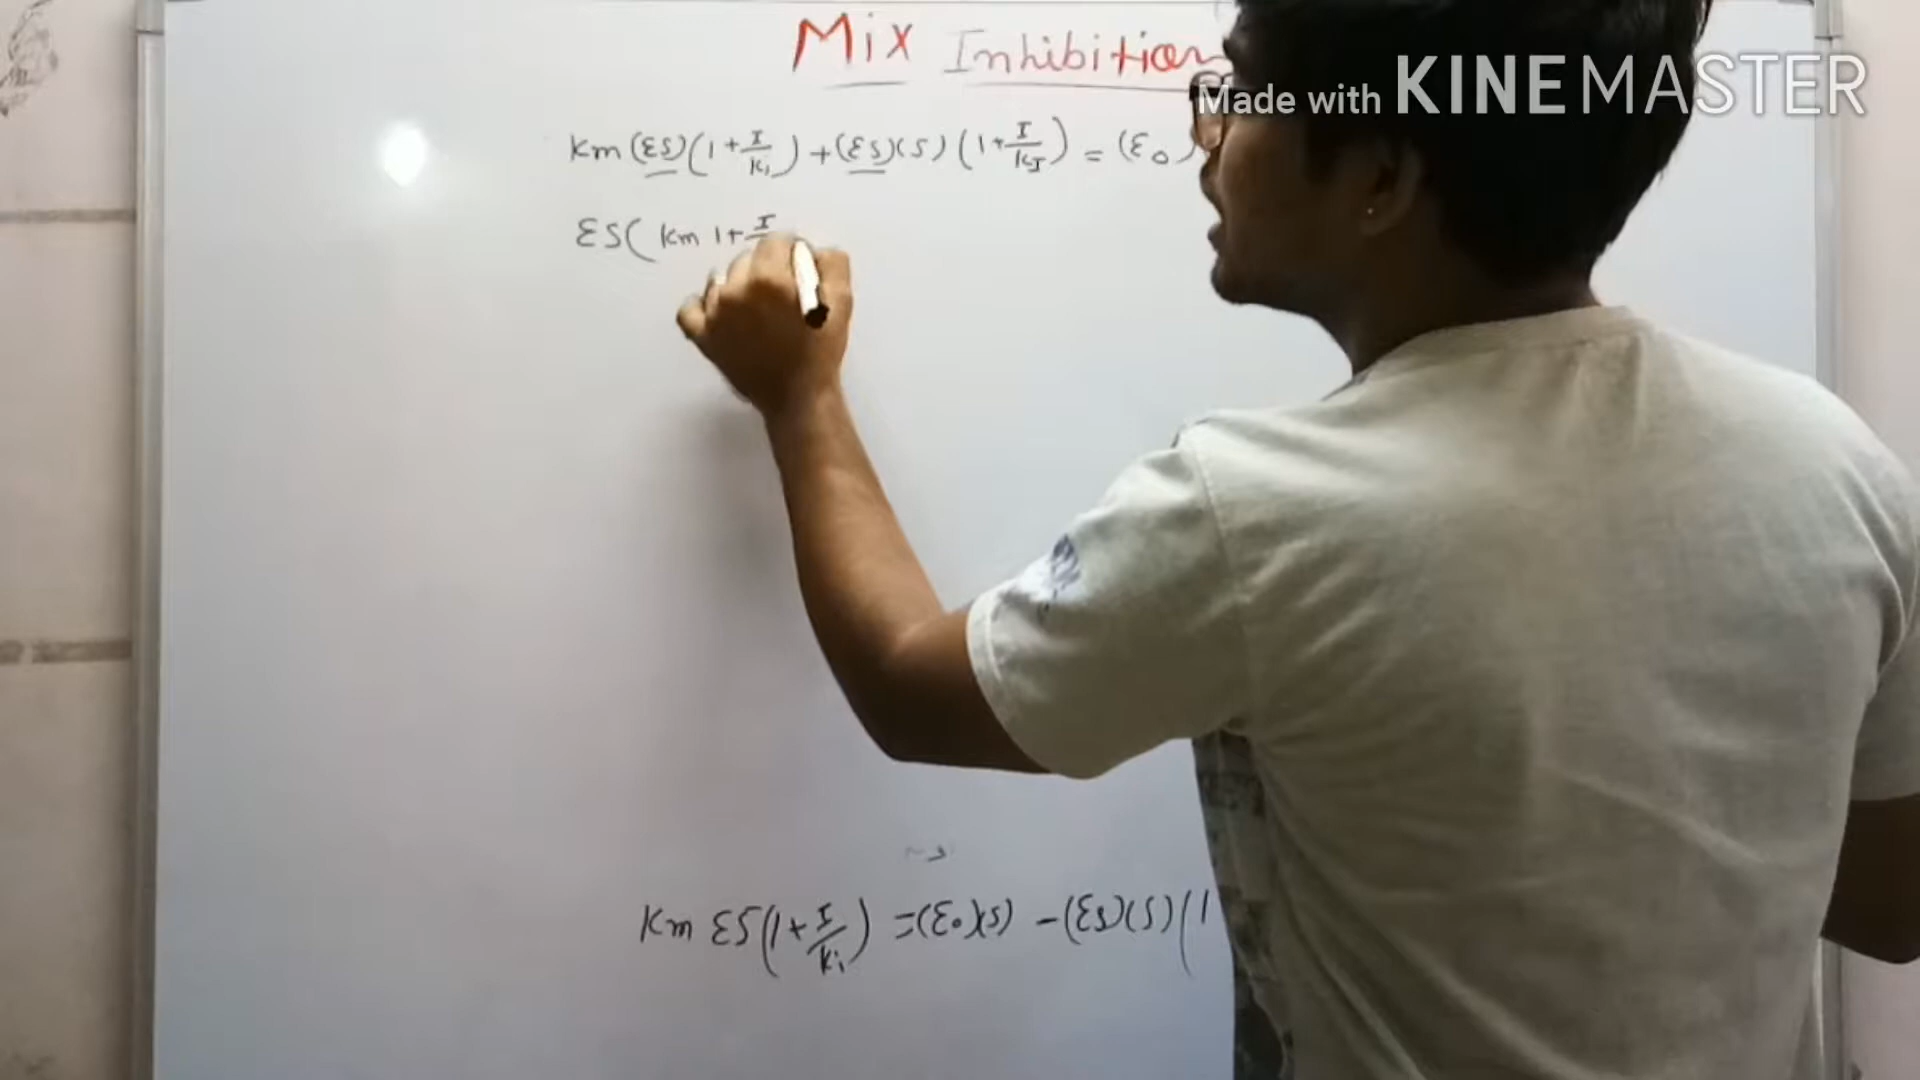 Mix Inhibition
Made with KINEMASTER
Km (ES)(1+I/Ki)+(ES)(S)(1+I/KI) = (E0)
ES(Km 1+I
Km ES(1+I/Ki) =(E0)(S) -(ES)(S)(1